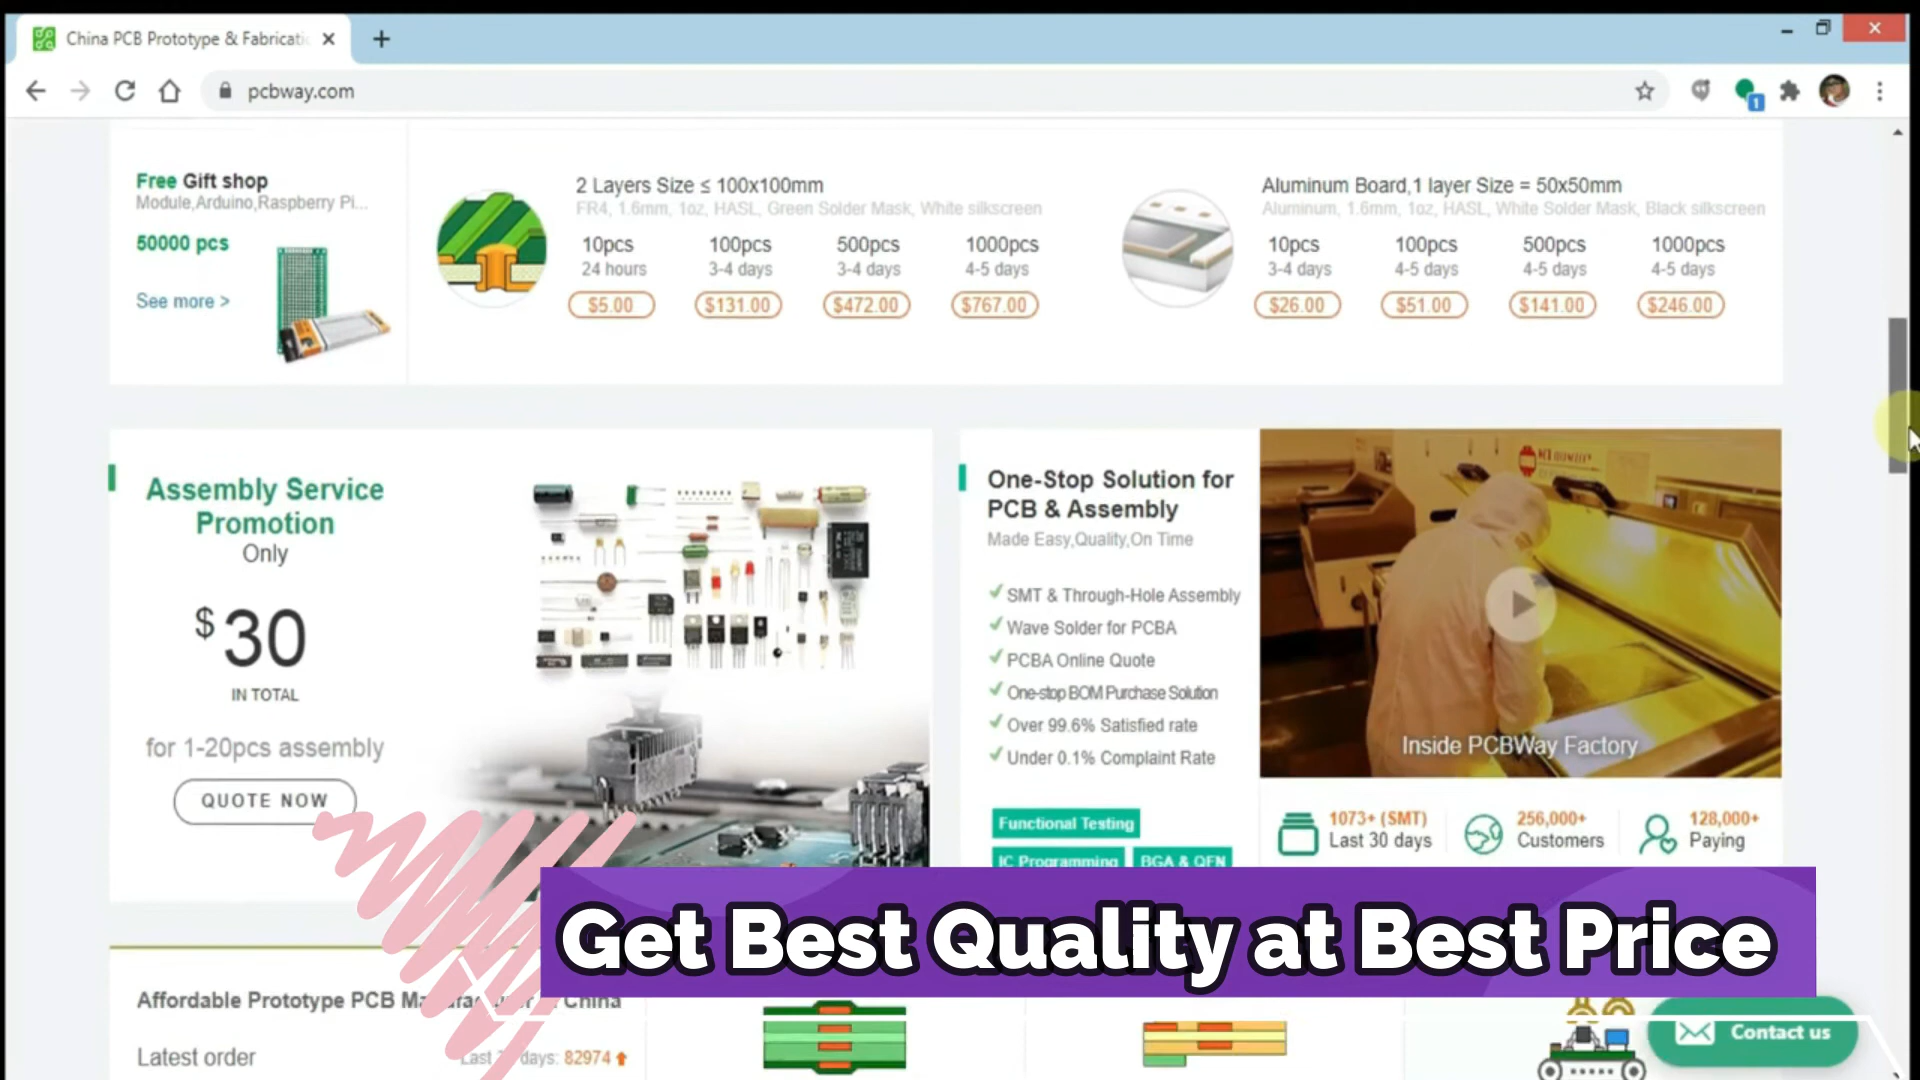 China PCB Prototype & Fabricati
pcbway.com
1
Free Gift shop
Module,Arduino,Raspberry Pi...
50000 pcs
See more >
2 Layers Size ≤ 100x100mm
FR4, 1.6mm, 1oz, HASL, Green Solder Mask, White silkscreen
10pcs 100pcs 500pcs 1000pcs
24 hours 3-4 days 3-4 days 4-5 days
$5.00 $131.00 $472.00 $767.00
Aluminum Board,1 layer Size = 50x50mm
Aluminum, 1.6mm, 1oz, HASL, White Solder Mask, Black silkscreen
10pcs 100pcs 500pcs 1000pcs
3-4 days 4-5 days 4-5 days 4-5 days
$26.00 $51.00 $141.00 $246.00
Assembly Service
Promotion
Only
$30
IN TOTAL
for 1-20pcs assembly
QUOTE NOW
One-Stop Solution for
PCB & Assembly
Made Easy,Quality,On Time
SMT & Through-Hole Assembly
Wave Solder for PCBA
PCBA Online Quote
One-stop BOM Purchase Solution
Over 99.6% Satisfied rate
Under 0.1% Complaint Rate
Functional Testing
IC Programming BGA & QFN
Inside PCBWay Factory
1073+ (SMT)
Last 30 days
256,000+
Customers
128,000+
Paying
Get Best Quality at Best Price
Affordable Prototype PCB China
Latest order
Last days: 82974
Contact us